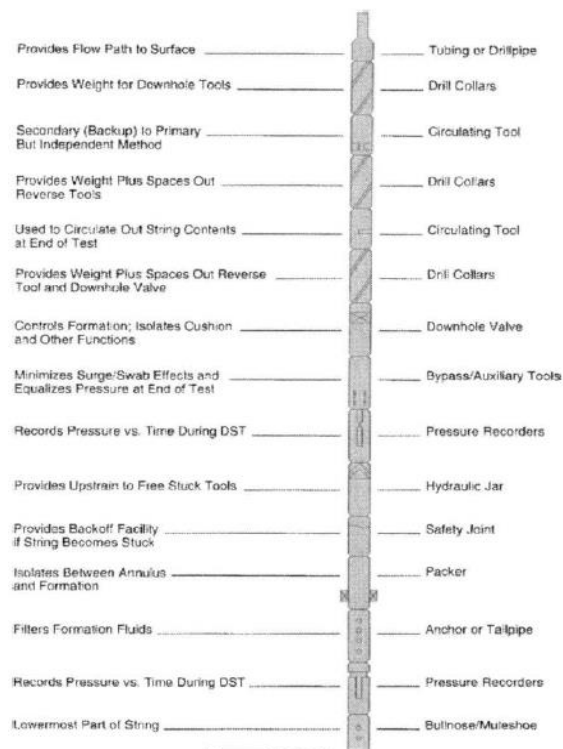 Provides Flow Path to Surface
Tubing or Drillpipe
Provides Weight for Downhole Tools
Drill Collars
Secondary (Backup) to Primary
But Independent Method
Circulating Tool
Provides Weight Plus Spaces Out
Reverse Tools
Drill Collars
Used to Circulate Out String Contents
at End of Test
Circulating Tool
Provides Weight Plus Spaces Out Reverse
Tool and Downhole Valve
Drill Collars
Controls Formation; Isolates Cushion
and Other Functions
Downhole Valve
Minimizes Surge/Swab Effects and
Equalizes Pressure at End of Test
Bypass/Auxiliary Tools
Records Pressure vs. Time During DST
Pressure Recorders
Provides Upstrain to Free Stuck Tools
Hydraulic Jar
Provides Backoff Facility
if String Becomes Stuck
Safety Joint
Isolates Between Annulus
and Formation
Packer
Filters Formation Fluids
Anchor or Tailpipe
Records Pressure vs. Time During DST
Pressure Recorders
Lowermost Part of String
Bullnose/Muleshoe